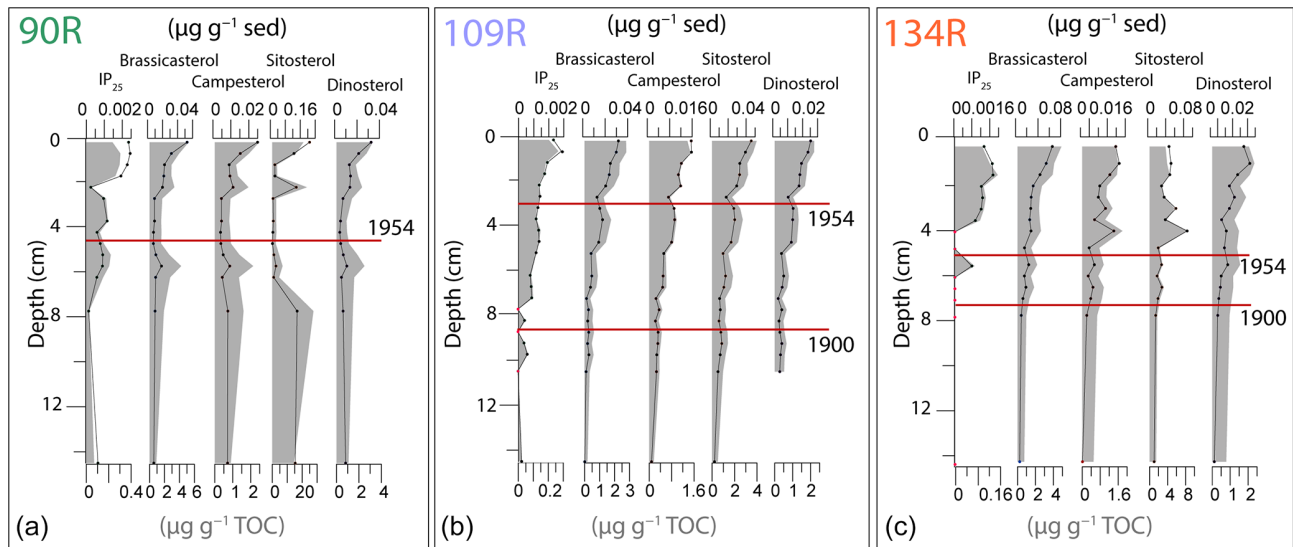 90R
(µg g⁻¹ sed)
Brassicasterol Sitosterol
IP₂₅ Campesterol Dinosterol
0 0.002 0 0.04 0 0.02 0 0.16 0 0.04
0
4
8
12
Depth (cm)
1954
0 0.4 0 2 4 6 0 1 2 0 20 0 2 4
(a)
(µg g⁻¹ TOC)
109R
(µg g⁻¹ sed)
Brassicasterol Sitosterol
IP₂₅ Campesterol Dinosterol
0 0.002 0 0.04 0 0.016 0 0.04 0 0.02
0
4
8
12
Depth (cm)
1954
1900
0 0.2 0 1 2 3 0 1.6 0 2 4 0 1 2
(b)
(µg g⁻¹ TOC)
134R
(µg g⁻¹ sed)
Brassicasterol Sitosterol
IP₂₅ Campesterol Dinosterol
0 0.0016 0 0.08 0 0.016 0 0.08 0 0.02
0
4
8
12
Depth (cm)
1954
1900
0 0.16 0 2 4 0 1.6 0 4 8 0 1 2
(c)
(µg g⁻¹ TOC)